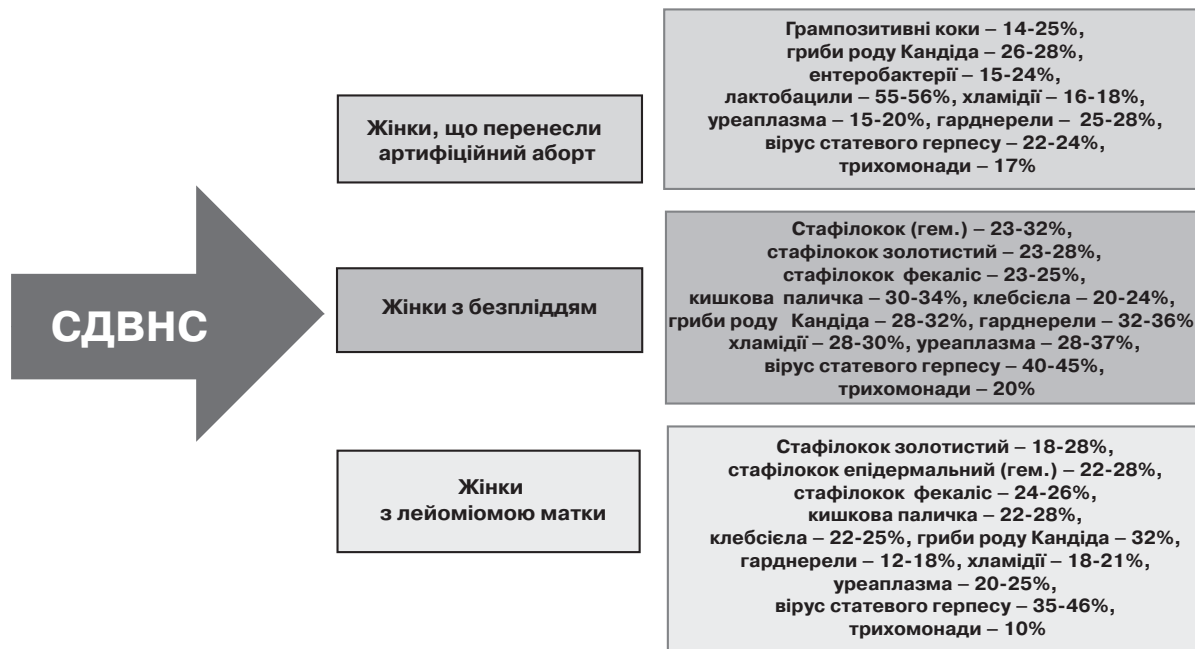 СДВНС
Жінки, що перенесли
артифіційний аборт
Грампозитивні коки – 14-25%,
гриби роду Кандіда – 26-28%,
ентеробактерії – 15-24%,
лактобацили – 55-56%, хламідії – 16-18%,
уреаплазма – 15-20%, гарднерели – 25-28%,
вірус статевого герпесу – 22-24%,
трихомонади – 17%
Жінки з безпліддям
Стафілокок (гем.) – 23-32%,
стафілокок золотистий – 23-28%,
стафілокок фекаліс – 23-25%,
кишкова паличка – 30-34%, клебсієла – 20-24%,
гриби роду Кандіда – 28-32%, гарднерели – 32-36%
хламідії – 28-30%, уреаплазма – 28-37%,
вірус статевого герпесу – 40-45%,
трихомонади – 20%
Жінки
з лейоміомою матки
Стафілокок золотистий – 18-28%,
стафілокок епідермальний (гем.) – 22-28%,
стафілокок фекаліс – 24-26%,
кишкова паличка – 22-28%,
клебсієла – 22-25%, гриби роду Кандіда – 32%,
гарднерели – 12-18%, хламідії – 18-21%,
уреаплазма – 20-25%,
вірус статевого герпесу – 35-46%,
трихомонади – 10%